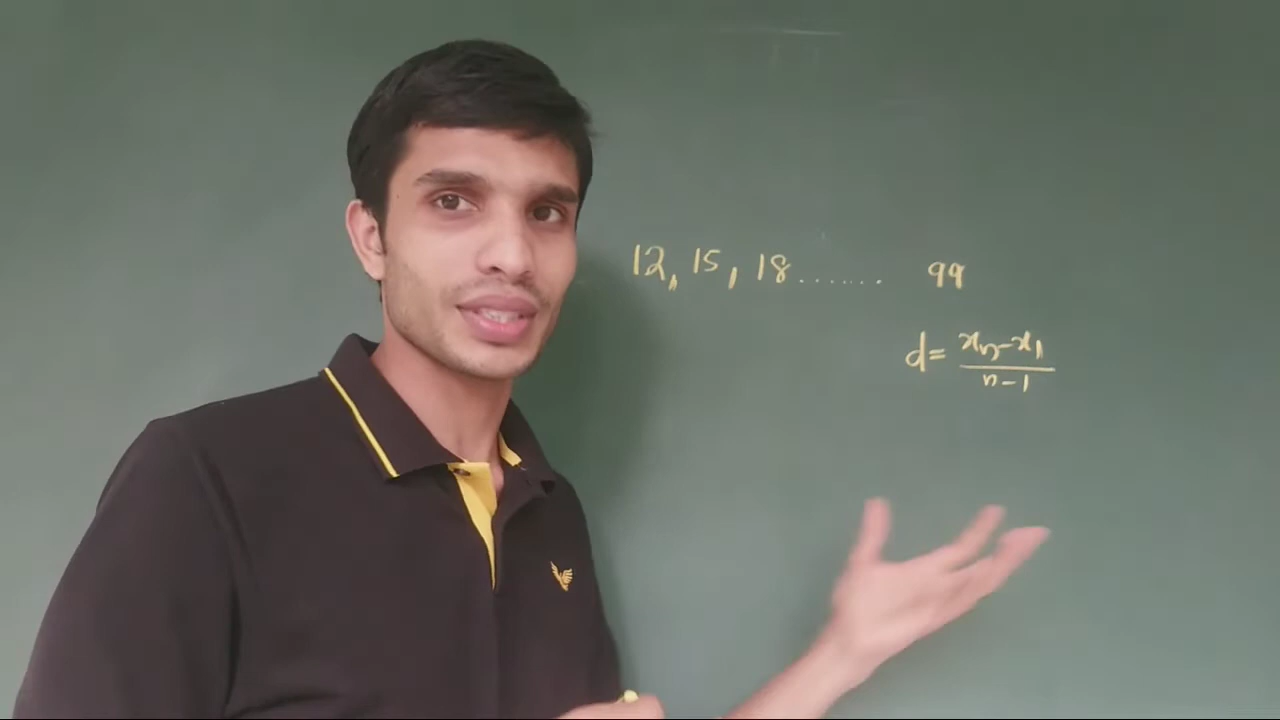 12, 15, 18....... 99
d = xn - x1 / n - 1